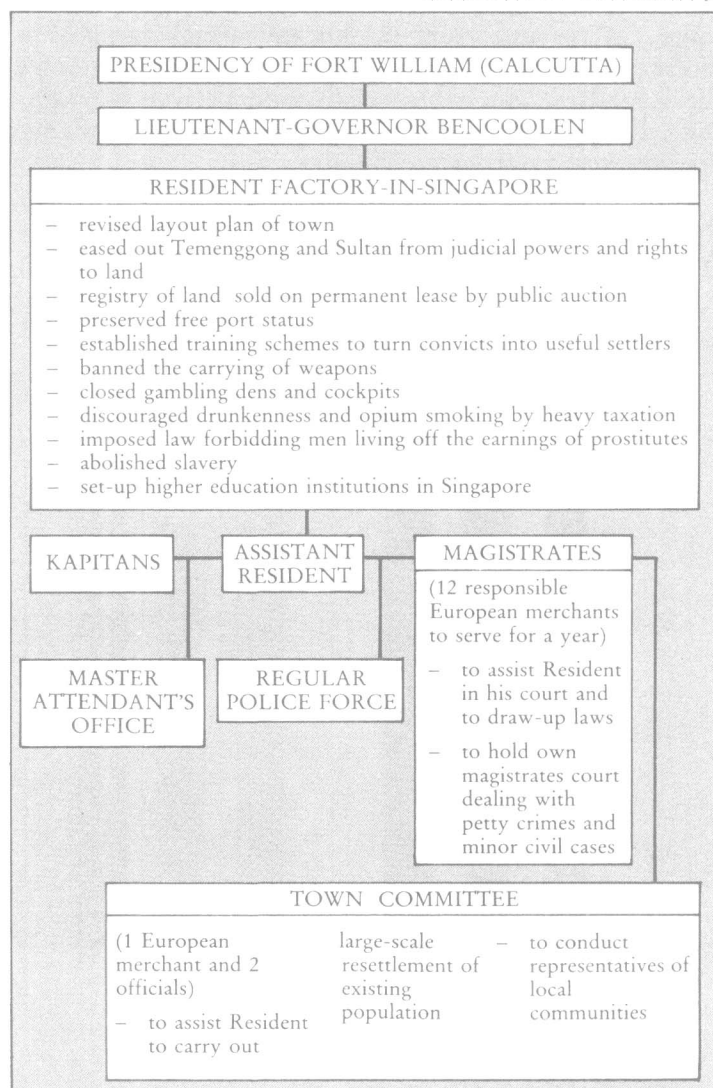 PRESIDENCY OF FORT WILLIAM (CALCUTTA)
LIEUTENANT-GOVERNOR BENCOOLEN
RESIDENT FACTORY-IN-SINGAPORE
– revised layout plan of town
– eased out Temenggong and Sultan from judicial powers and rights
to land
– registry of land sold on permanent lease by public auction
– preserved free port status
– established training schemes to turn convicts into useful settlers
– banned the carrying of weapons
– closed gambling dens and cockpits
– discouraged drunkenness and opium smoking by heavy taxation
– imposed law forbidding men living off the earnings of prostitutes
– abolished slavery
– set-up higher education institutions in Singapore
KAPITANS
ASSISTANT
RESIDENT
MAGISTRATES
(12 responsible
European merchants
to serve for a year)
– to assist Resident
in his court and
to draw-up laws
– to hold own
magistrates court
dealing with
petty crimes and
minor civil cases
MASTER
ATTENDANT'S
OFFICE
REGULAR
POLICE FORCE
TOWN COMMITTEE
(1 European
merchant and 2
officials)
– to assist Resident
to carry out
large-scale
resettlement of
existing
population
– to conduct
representatives of
local
communities